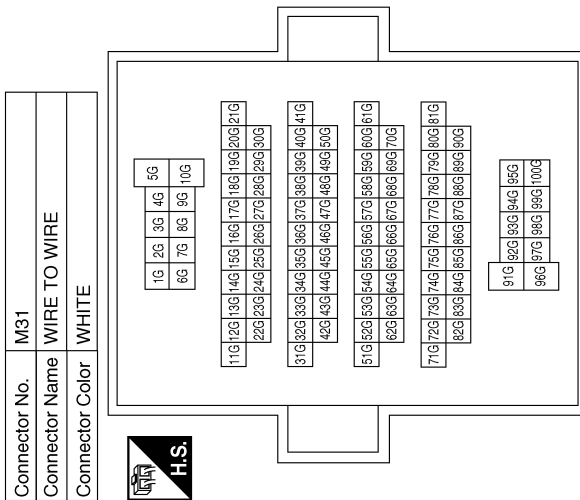 Connector No. M31
Connector Name WIRE TO WIRE
Connector Color WHITE
H.S.
1G 2G 3G 4G 5G
6G 7G 8G 9G 10G
11G 12G 13G 14G 15G 16G 17G 18G 19G 20G 21G
22G 23G 24G 25G 26G 27G 28G 29G 30G
31G 32G 33G 34G 35G 36G 37G 38G 39G 40G 41G
42G 43G 44G 45G 46G 47G 48G 49G 50G
51G 52G 53G 54G 55G 56G 57G 58G 59G 60G 61G
62G 63G 64G 65G 66G 67G 68G 69G 70G
71G 72G 73G 74G 75G 76G 77G 78G 79G 80G 81G
82G 83G 84G 85G 86G 87G 88G 89G 90G
91G 92G 93G 94G 95G
96G 97G 98G 99G 100G